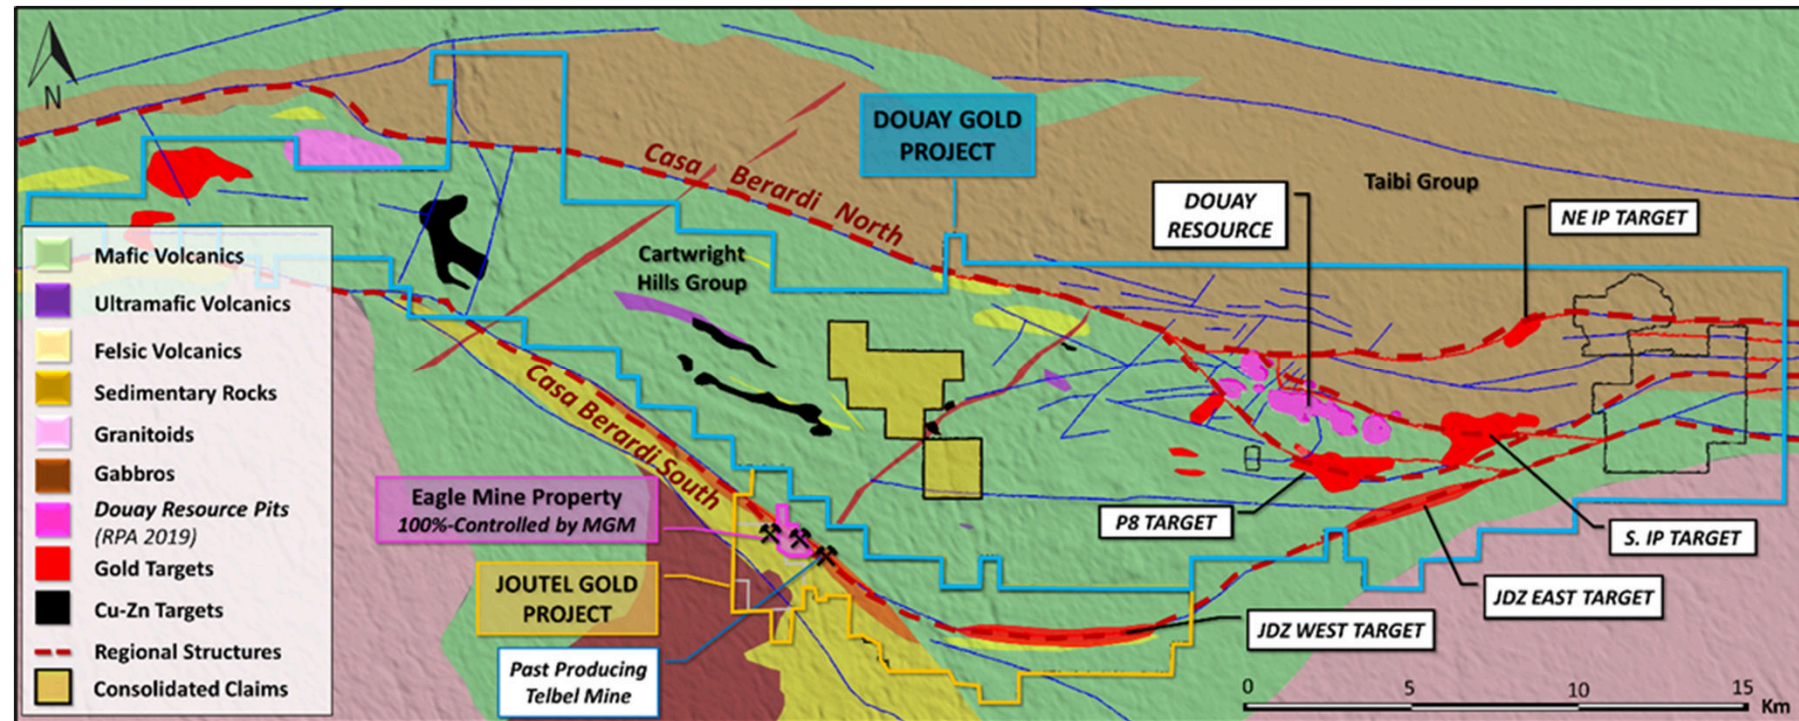 N
DOUAY GOLD
PROJECT
Casa Berardi North
Taibi Group
DOUAY
RESOURCE
NE IP TARGET
Cartwright
Hills Group
Mafic Volcanics
Ultramafic Volcanics
Felsic Volcanics
Sedimentary Rocks
Granitoids
Gabbros
Douay Resource Pits
(RPA 2019)
Gold Targets
Cu-Zn Targets
Regional Structures
Consolidated Claims
Casa Berardi South
Eagle Mine Property
100%-Controlled by MGM
JOUTEL GOLD
PROJECT
Past Producing
Telbel Mine
P8 TARGET
S. IP TARGET
JDZ EAST TARGET
JDZ WEST TARGET
0 5 10 15
Km